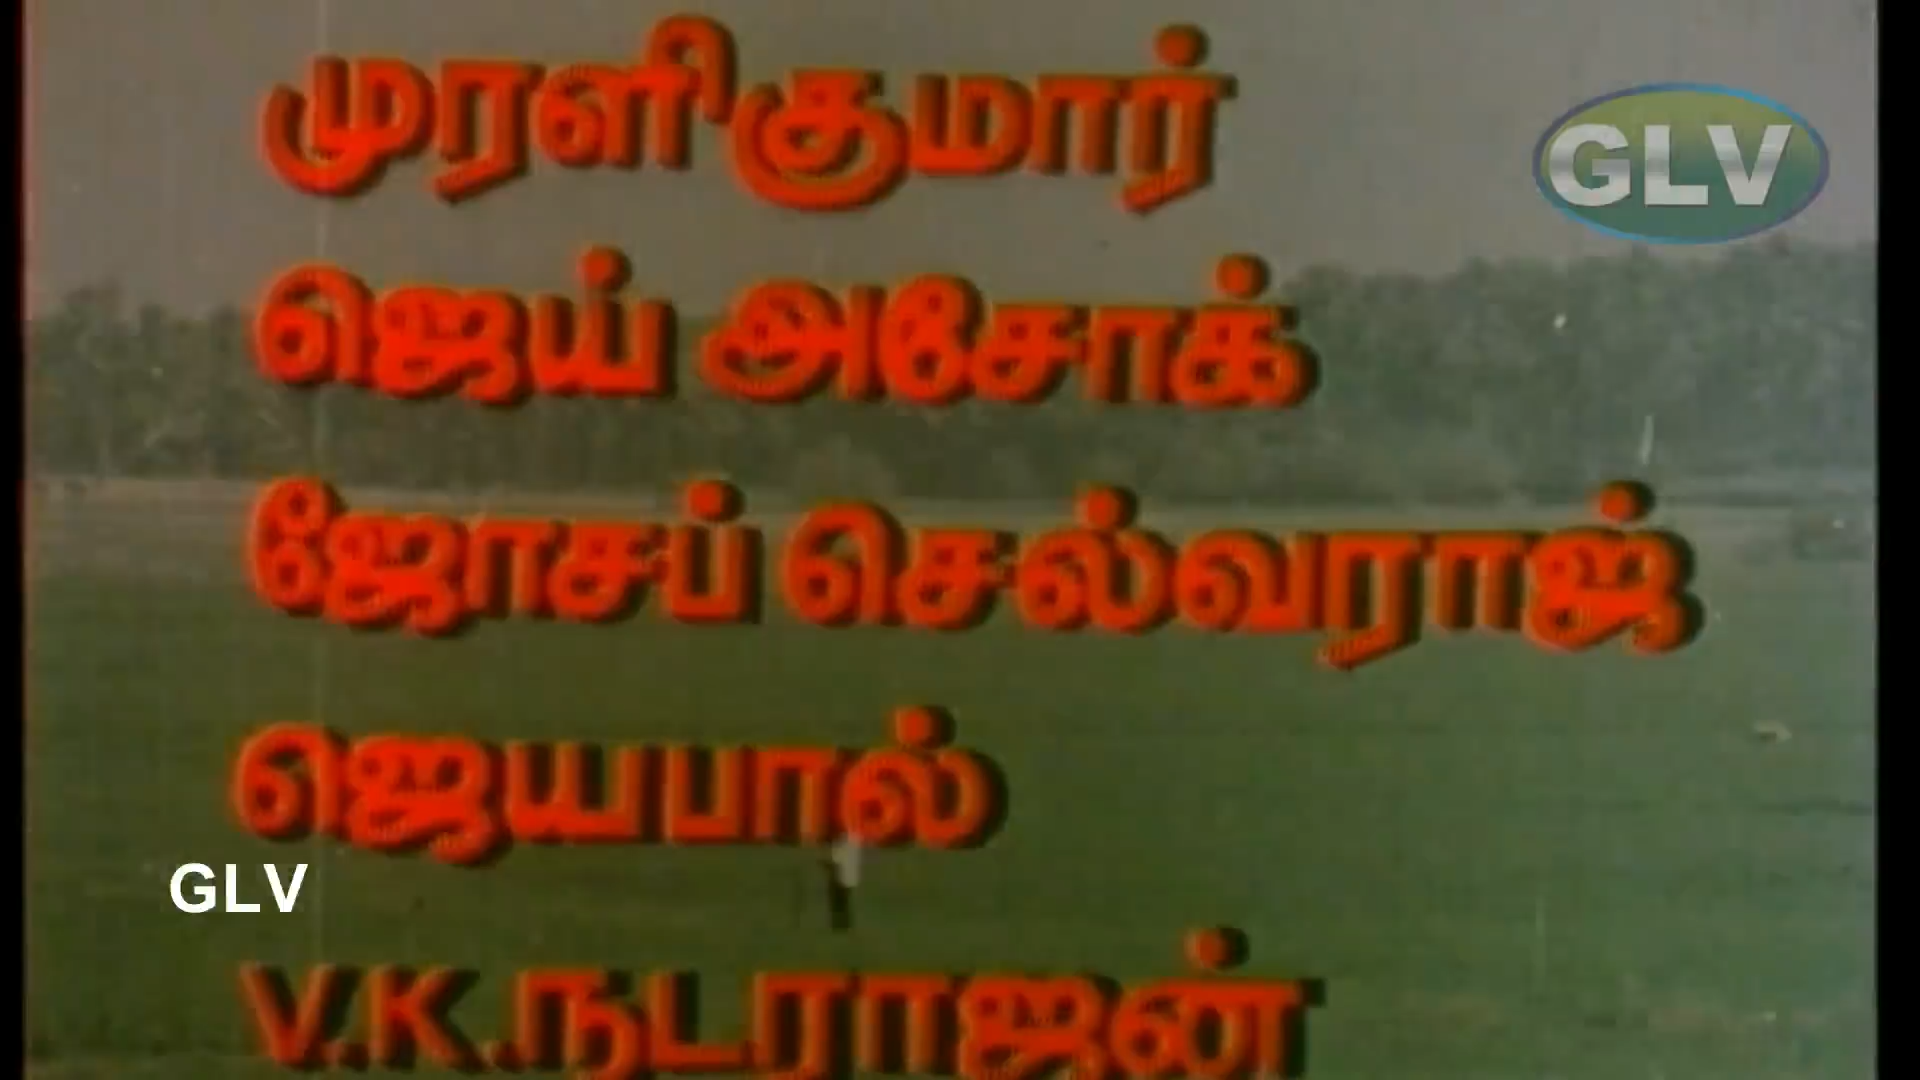 முரளிகுமார்
GLV
ஜெய் அசோக்
ஜோசப் செல்வராஜ்
ஜெயபால்
GLV
V.K.நடராஜன்